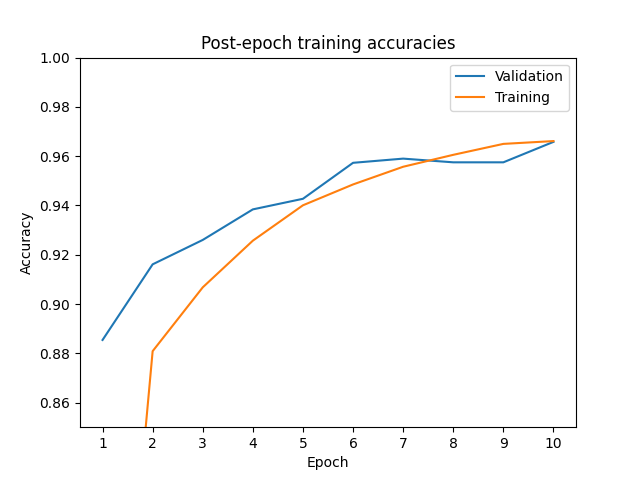 Post-epoch training accuracies
1.00
0.98
0.96
0.94
0.92
0.90
0.88
0.86
Accuracy
Validation
Training
1 2 3 4 5 6 7 8 9 10
Epoch